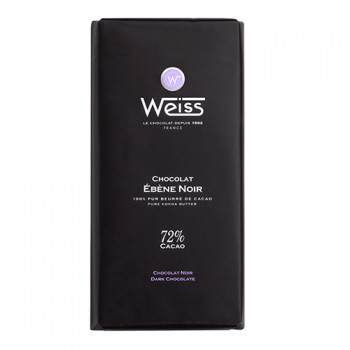 W
Weiss
LE CHOCOLAT DEPUIS 1882
FRANCE
CHOCOLAT
ÉBÈNE NOIR
100% PUR BEURRE DE CACAO
PURE COCOA BUTTER
72%
CACAO
CHOCOLAT NOIR
DARK CHOCOLATE